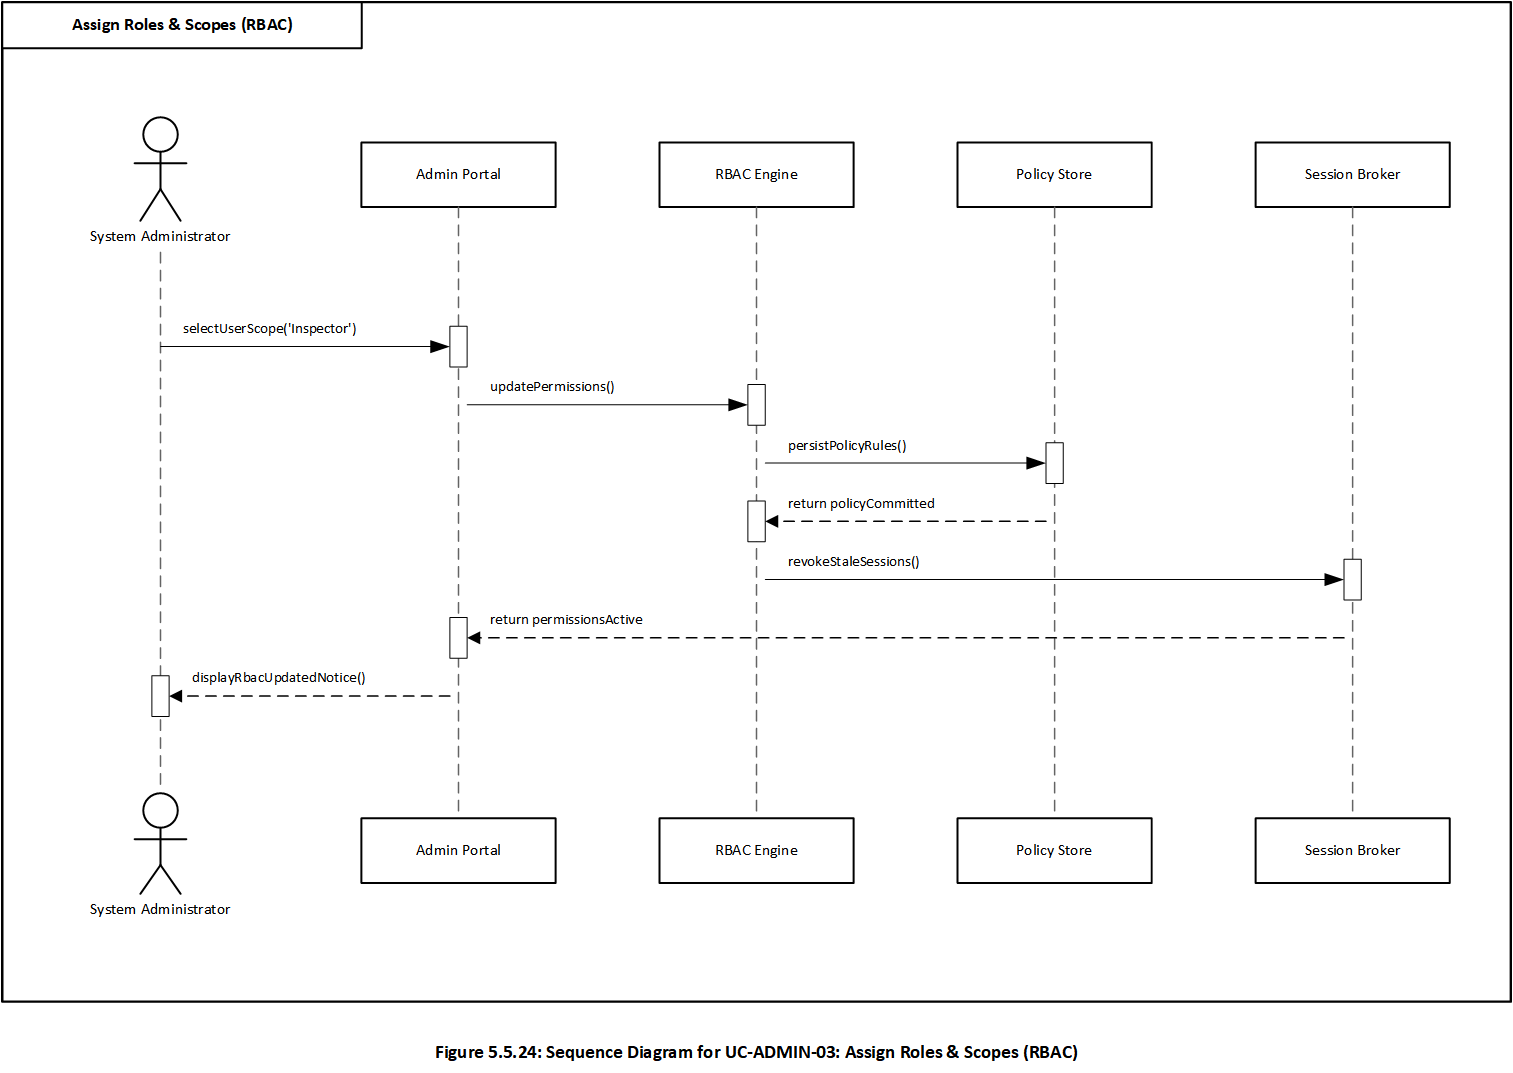 Assign Roles & Scopes (RBAC)
System Administrator
Admin Portal
RBAC Engine
Policy Store
Session Broker
selectUserScope('Inspector')
updatePermissions()
persistPolicyRules()
return policyCommitted
revokeStaleSessions()
return permissionsActive
displayRbacUpdatedNotice()
Admin Portal
RBAC Engine
Policy Store
Session Broker
System Administrator
Figure 5.5.24: Sequence Diagram for UC-ADMIN-03: Assign Roles & Scopes (RBAC)